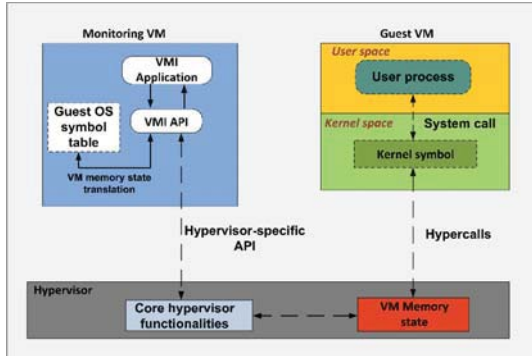 Monitoring VM
VMI
Application
Guest OS
symbol
table
VMI API
VM memory state
translation
Hypervisor-specific
API
Guest VM
User space
User process
Kernel space
System call
Kernel symbol
Hypercalls
Hypervisor
Core hypervisor
functionalities
VM Memory
state